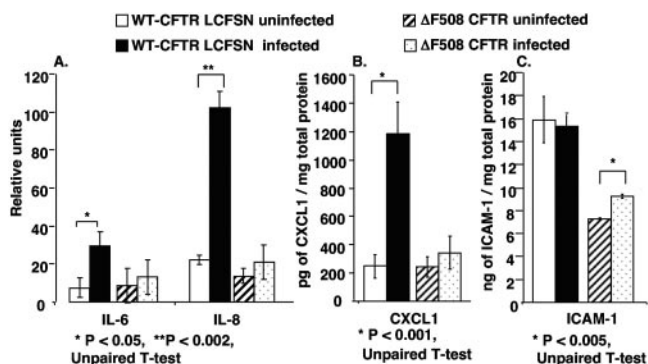 WT-CFTR LCFSN uninfected
ΔF508 CFTR uninfected
WT-CFTR LCFSN infected
ΔF508 CFTR infected
A.
Relative units
120
100
80
60
40
20
0
*
**
IL-6
IL-8
* P < 0.05, **P < 0.002,
Unpaired T-test
B.
pg of CXCL1 / mg total protein
1600
1400
1200
1000
800
600
400
200
0
*
CXCL1
* P < 0.001,
Unpaired T-test
C.
ng of ICAM-1 / mg total protein
20
18
16
14
12
10
8
6
4
2
0
*
ICAM-1
* P < 0.005,
Unpaired T-test